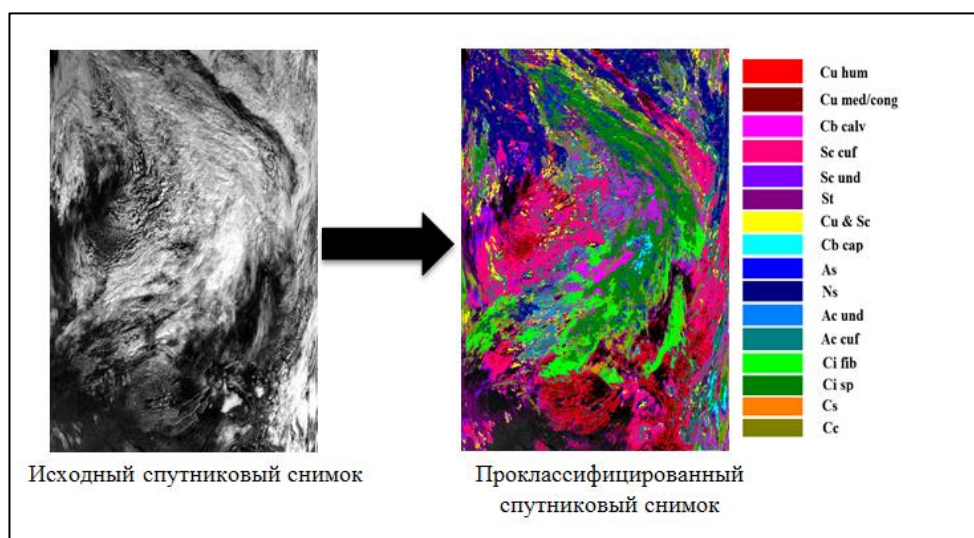 Cu hum
Cu med/cong
Cb calv
Sc cuf
Sc und
St
Cu & Sc
Cb cap
As
Ns
Ac und
Ac cuf
Ci fib
Ci sp
Cs
Cc
Исходный спутниковый снимок
Проклассифицированный
спутниковый снимок